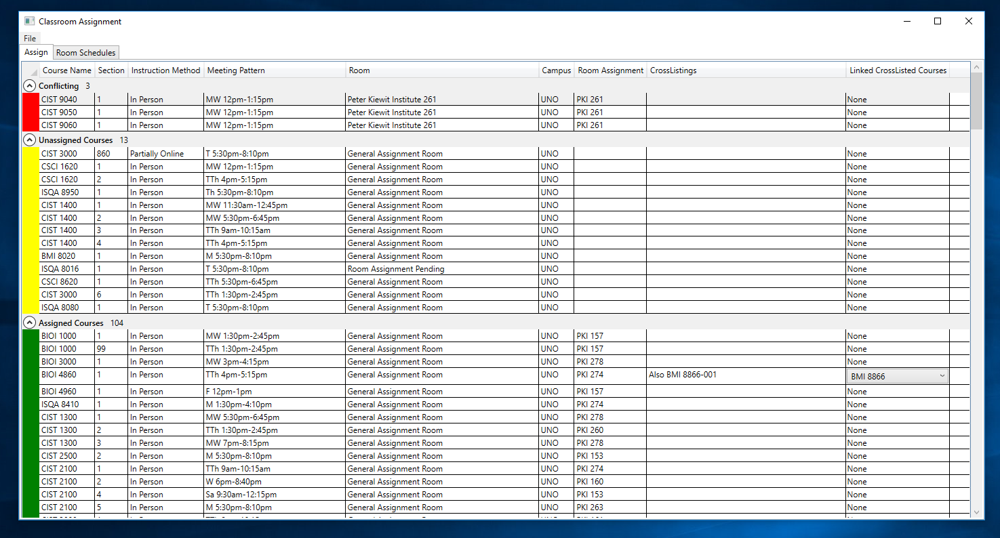 Classroom Assignment
File
Assign Room Schedules
Course Name Section Instruction Method Meeting Pattern Room Campus Room Assignment CrossListings Linked CrossListed Courses
Conflicting 3
CIST 9040 1 In Person MW 12pm-1:15pm Peter Kiewit Institute 261 UNO PKI 261 None
CIST 9050 1 In Person MW 12pm-1:15pm Peter Kiewit Institute 261 UNO PKI 261 None
CIST 9060 1 In Person MW 12pm-1:15pm Peter Kiewit Institute 261 UNO PKI 261 None
Unassigned Courses 13
CIST 3000 860 Partially Online T 5:30pm-8:10pm General Assignment Room UNO None
CSCI 1620 1 In Person MW 12pm-1:15pm General Assignment Room UNO None
CSCI 1620 2 In Person TTh 4pm-5:15pm General Assignment Room UNO None
ISQA 8950 1 In Person Th 5:30pm-8:10pm General Assignment Room UNO None
CIST 1400 1 In Person MW 11:30am-12:45pm General Assignment Room UNO None
CIST 1400 2 In Person MW 5:30pm-6:45pm General Assignment Room UNO None
CIST 1400 3 In Person TTh 9am-10:15am General Assignment Room UNO None
CIST 1400 4 In Person TTh 4pm-5:15pm General Assignment Room UNO None
BMI 8020 1 In Person M 5:30pm-8:10pm General Assignment Room UNO None
ISQA 8016 1 In Person T 5:30pm-8:10pm Room Assignment Pending UNO None
CSCI 8620 1 In Person TTh 5:30pm-6:45pm General Assignment Room UNO None
CIST 3000 6 In Person TTh 1:30pm-2:45pm General Assignment Room UNO None
ISQA 8080 1 In Person T 5:30pm-8:10pm General Assignment Room UNO None
Assigned Courses 104
BIOI 1000 1 In Person MW 1:30pm-2:45pm General Assignment Room UNO PKI 157 None
BIOI 1000 99 In Person TTh 1:30pm-2:45pm General Assignment Room UNO PKI 157 None
BIOI 3000 1 In Person MW 3pm-4:15pm General Assignment Room UNO PKI 278 None
BIOI 4860 1 In Person TTh 4pm-5:15pm General Assignment Room UNO PKI 274 Also BMI 8866-001 BMI 8866
BIOI 4960 1 In Person F 12pm-1pm General Assignment Room UNO PKI 157 None
ISQA 8410 1 In Person M 1:30pm-4:10pm General Assignment Room UNO PKI 274 None
CIST 1300 1 In Person MW 5:30pm-6:45pm General Assignment Room UNO PKI 278 None
CIST 1300 2 In Person TTh 1:30pm-2:45pm General Assignment Room UNO PKI 260 None
CIST 1300 3 In Person MW 7pm-8:15pm General Assignment Room UNO PKI 278 None
CIST 2500 2 In Person M 5:30pm-8:10pm General Assignment Room UNO PKI 153 None
CIST 2100 1 In Person TTh 9am-10:15am General Assignment Room UNO PKI 274 None
CIST 2100 2 In Person W 6pm-8:40pm General Assignment Room UNO PKI 160 None
CIST 2100 4 In Person Sa 9:30am-12:15pm General Assignment Room UNO PKI 153 None
CIST 2100 5 In Person M 5:30pm-8:10pm General Assignment Room UNO PKI 263 None